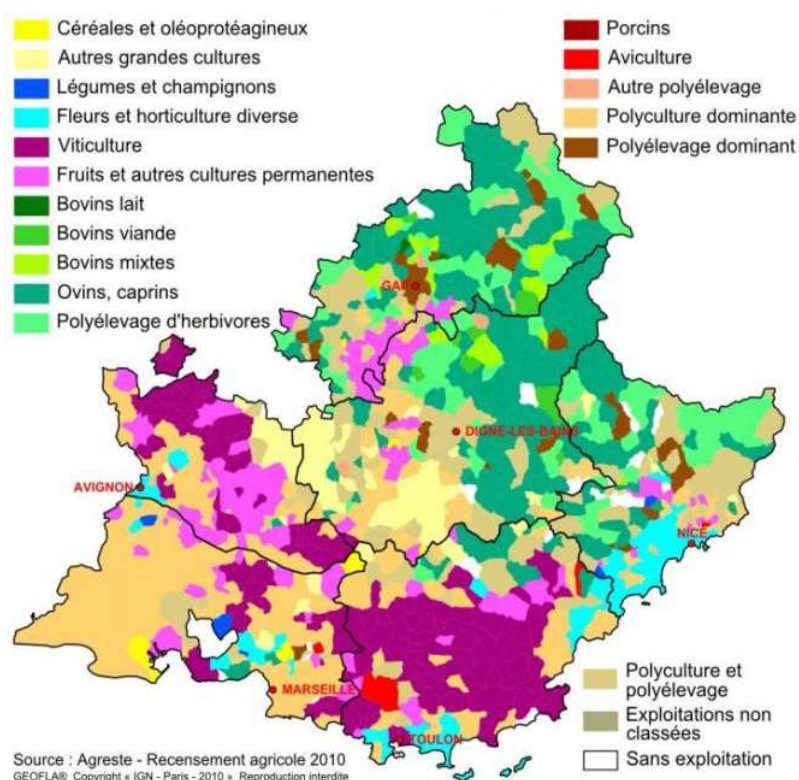 Céréales et oléoprotéagineux
Autres grandes cultures
Légumes et champignons
Fleurs et horticulture diverse
Viticulture
Fruits et autres cultures permanentes
Bovins lait
Bovins viande
Bovins mixtes
Ovins, caprins
Polyélevage d'herbivores
Porcins
Aviculture
Autre polyélevage
Polyculture dominante
Polyélevage dominant
GAP
DIGNE-LES-BAINS
AVIGNON
NICE
MARSEILLE
TOULON
Polyculture et
polyélevage
Exploitations non
classées
Sans exploitation
Source : Agreste - Recensement agricole 2010
GEOFLA® Copyright « IGN - Paris - 2010 » Reproduction interdite